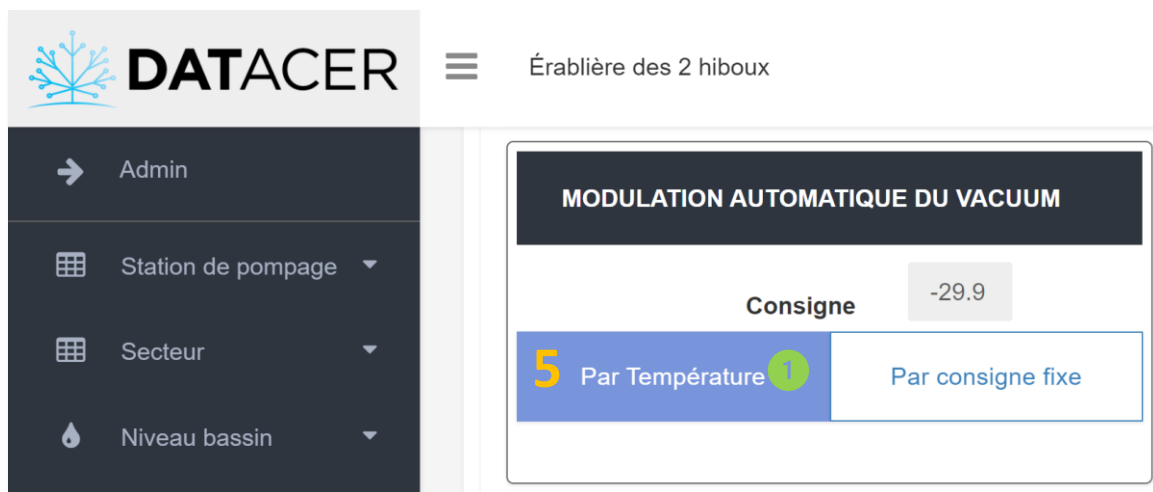 DATACER
Érablière des 2 hiboux
Admin
Station de pompage
Secteur
Niveau bassin
MODULATION AUTOMATIQUE DU VACUUM
Consigne -29.9
5 Par Température 1 Par consigne fixe